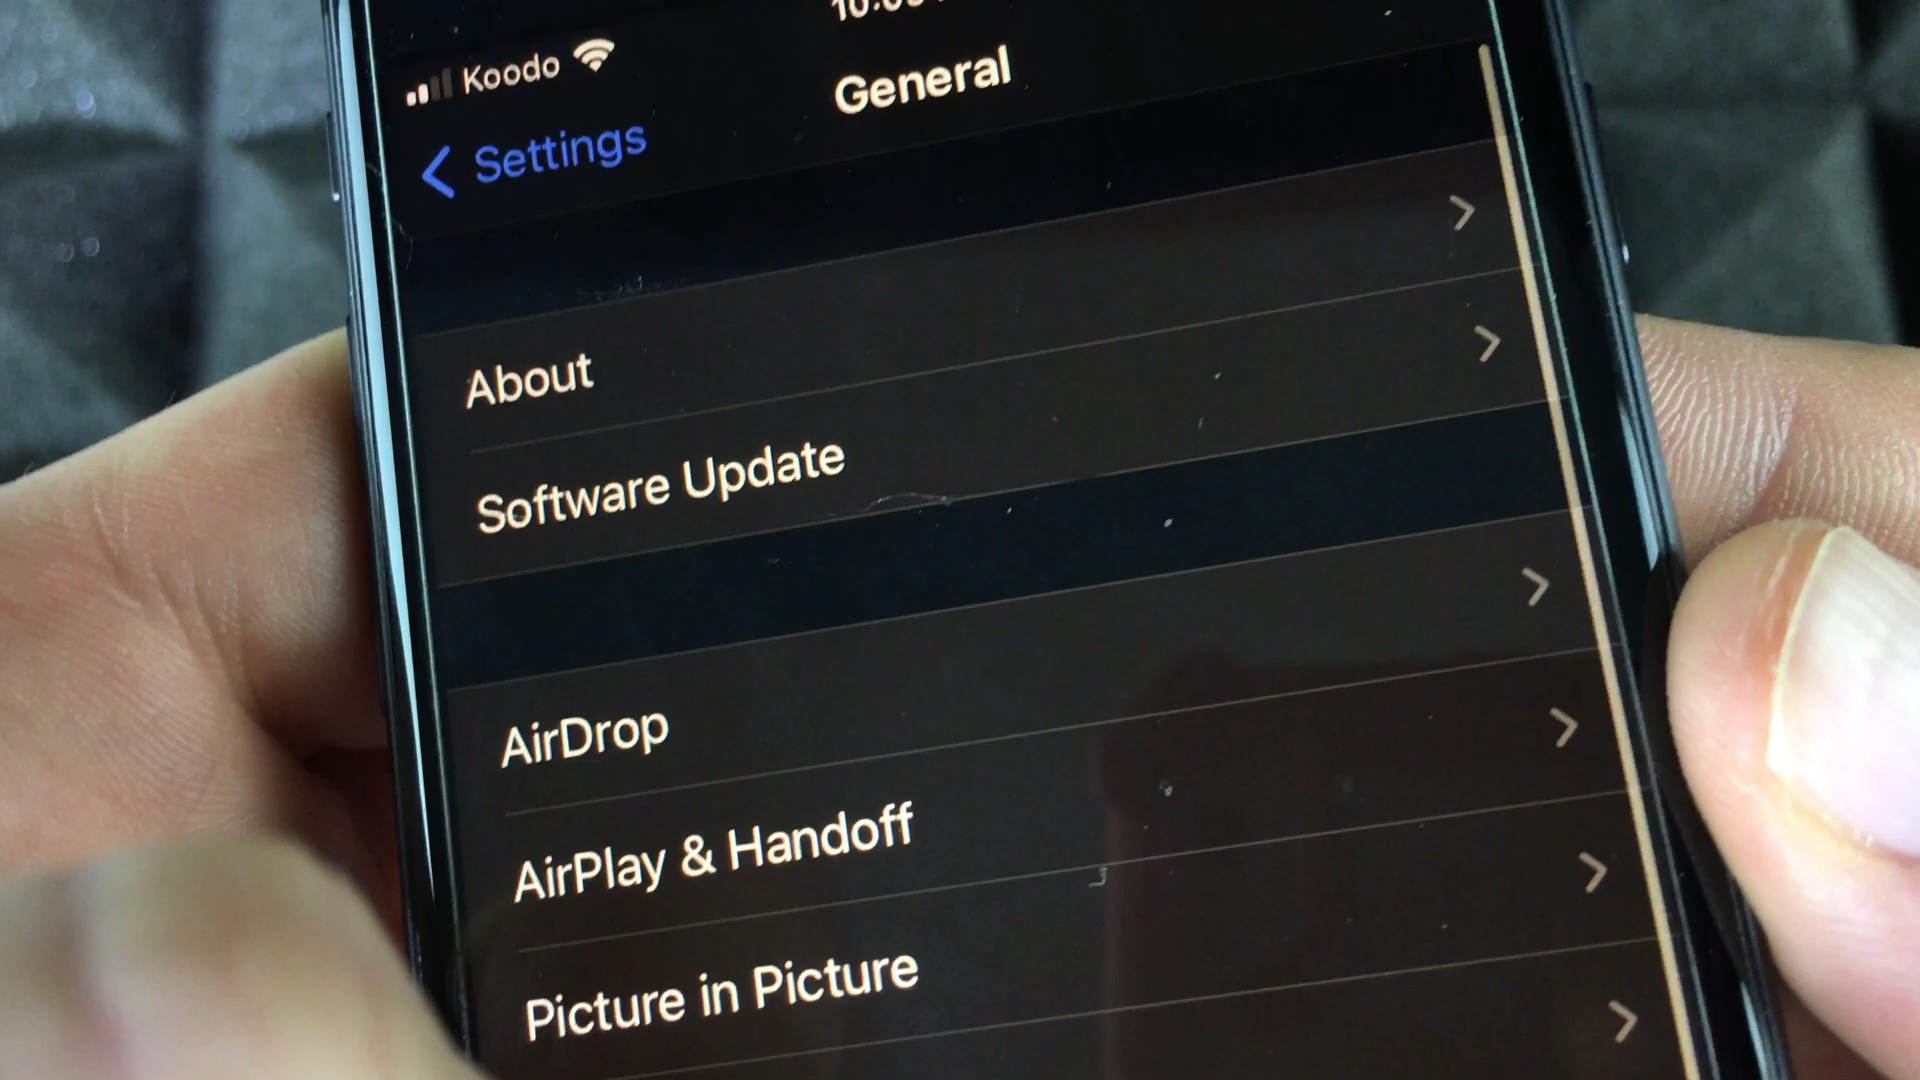 Koodo
General
Settings
About
Software Update
AirDrop
AirPlay & Handoff
Picture in Picture